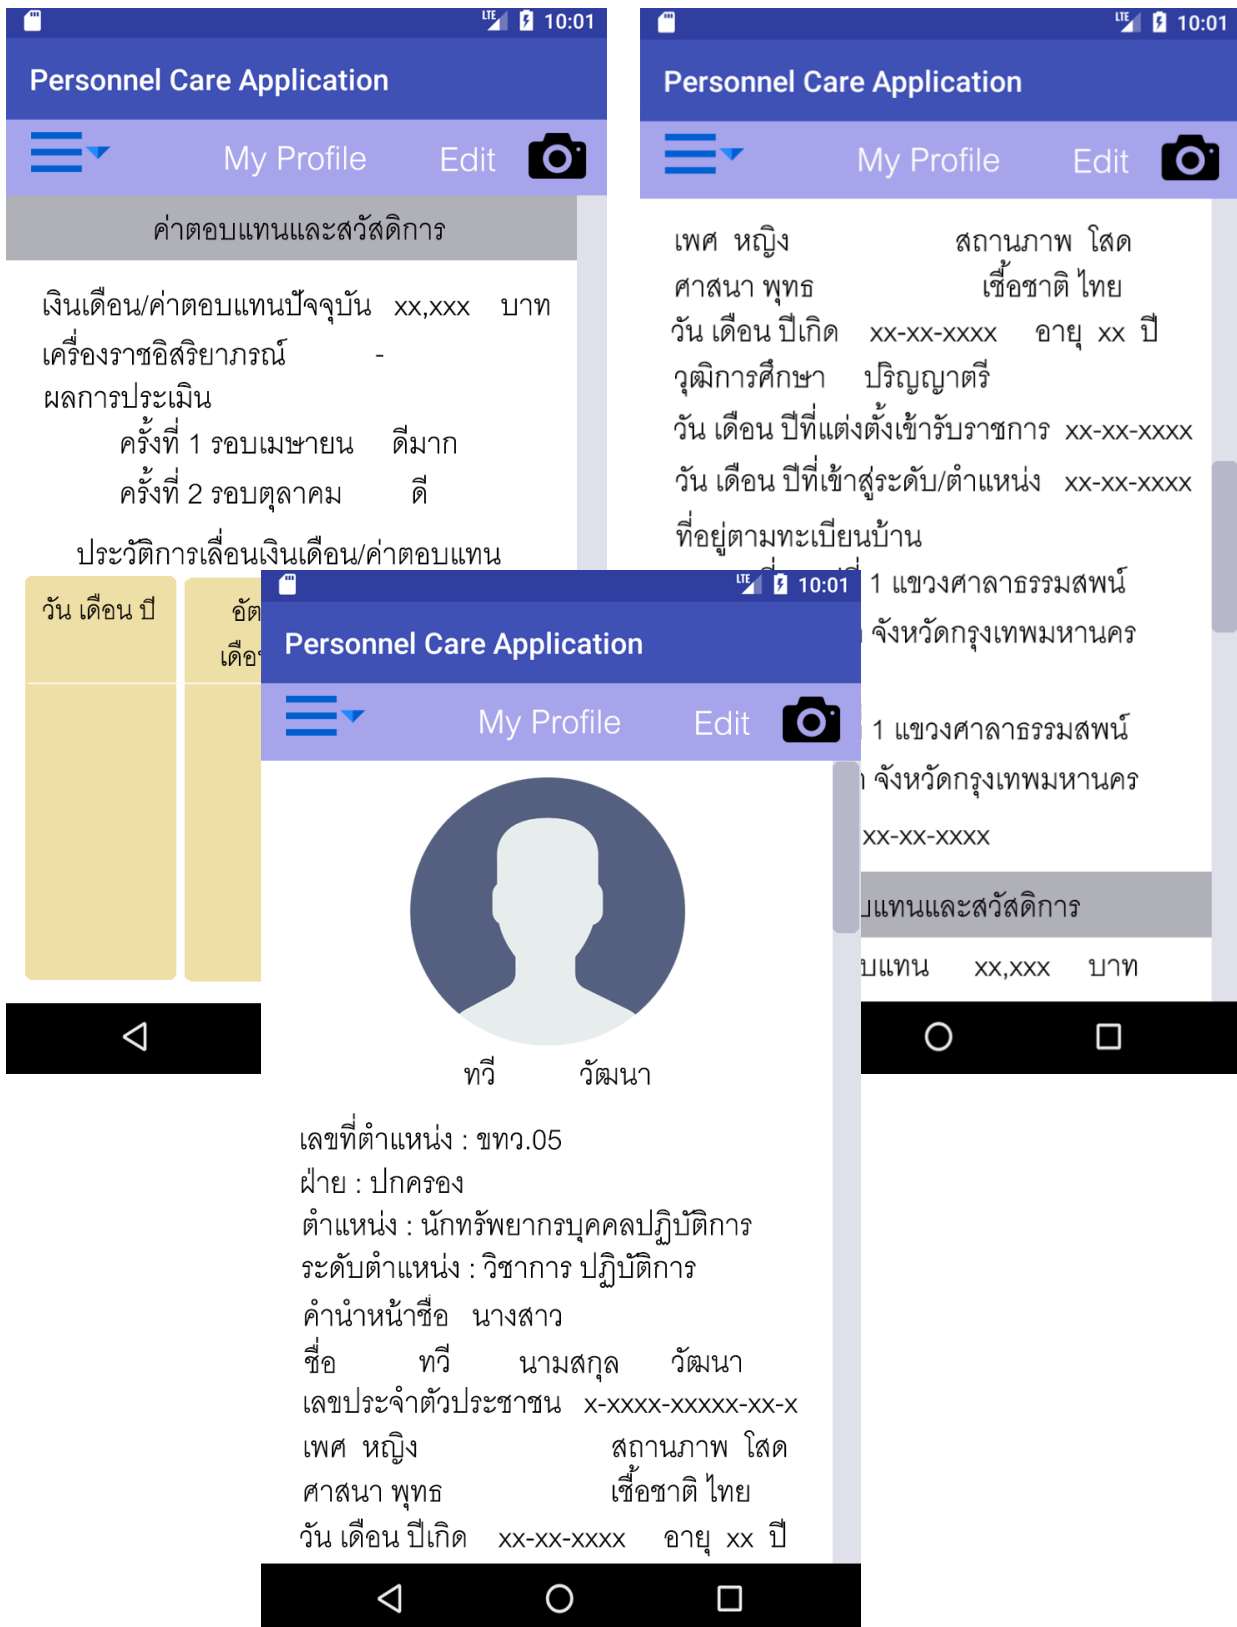 LTE 10:01
Personnel Care Application
My Profile Edit
ค่าตอบแทนและสวัสดิการ
เงินเดือน/ค่าตอบแทนปัจจุบัน xx,xxx บาท
เครื่องราชอิสริยาภรณ์ -
ผลการประเมิน
ครั้งที่ 1 รอบเมษายน ดีมาก
ครั้งที่ 2 รอบตุลาคม ดี
ประวัติการเลื่อนเงินเดือน/ค่าตอบแทน
วัน เดือน ปี
LTE 10:01
Personnel Care Application
My Profile Edit
เพศ หญิง สถานภาพ โสด
ศาสนา พุทธ เชื้อชาติ ไทย
วัน เดือน ปีเกิด xx-xx-xxxx อายุ xx ปี
วุฒิการศึกษา ปริญญาตรี
วัน เดือน ปีที่แต่งตั้งเข้ารับราชการ xx-xx-xxxx
วัน เดือน ปีที่เข้าสู่ระดับ/ตำแหน่ง xx-xx-xxxx
ที่อยู่ตามทะเบียนบ้าน
1 แขวงศาลาธรรมสพน์
จังหวัดกรุงเทพมหานคร
1 แขวงศาลาธรรมสพน์
จังหวัดกรุงเทพมหานคร
xx-xx-xxxx
บแทนและสวัสดิการ
บแทน xx,xxx บาท
LTE 10:01
Personnel Care Application
My Profile Edit
ทวี วัฒนา
เลขที่ตำแหน่ง : ขทว.05
ฝ่าย : ปกครอง
ตำแหน่ง : นักทรัพยากรบุคคลปฏิบัติการ
ระดับตำแหน่ง : วิชาการ ปฏิบัติการ
คำนำหน้าชื่อ นางสาว
ชื่อ ทวี นามสกุล วัฒนา
เลขประจำตัวประชาชน x-xxxx-xxxxx-xx-x
เพศ หญิง สถานภาพ โสด
ศาสนา พุทธ เชื้อชาติ ไทย
วัน เดือน ปีเกิด xx-xx-xxxx อายุ xx ปี